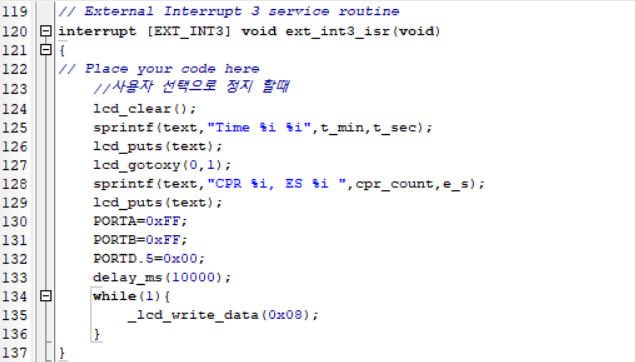 119 // External Interrupt 3 service routine
120 interrupt [EXT_INT3] void ext_int3_isr(void)
121 {
122 // Place your code here
123     //사용자 선택으로 정지 할때
124     lcd_clear();
125     sprintf(text,"Time %i %i",t_min,t_sec);
126     lcd_puts(text);
127     lcd_gotoxy(0,1);
128     sprintf(text,"CPR %i, ES %i ",cpr_count,e_s);
129     lcd_puts(text);
130     PORTA=0xFF;
131     PORTB=0xFF;
132     PORTD.5=0x00;
133     delay_ms(10000);
134     while(1){
135         _lcd_write_data(0x08);
136     }
137 }